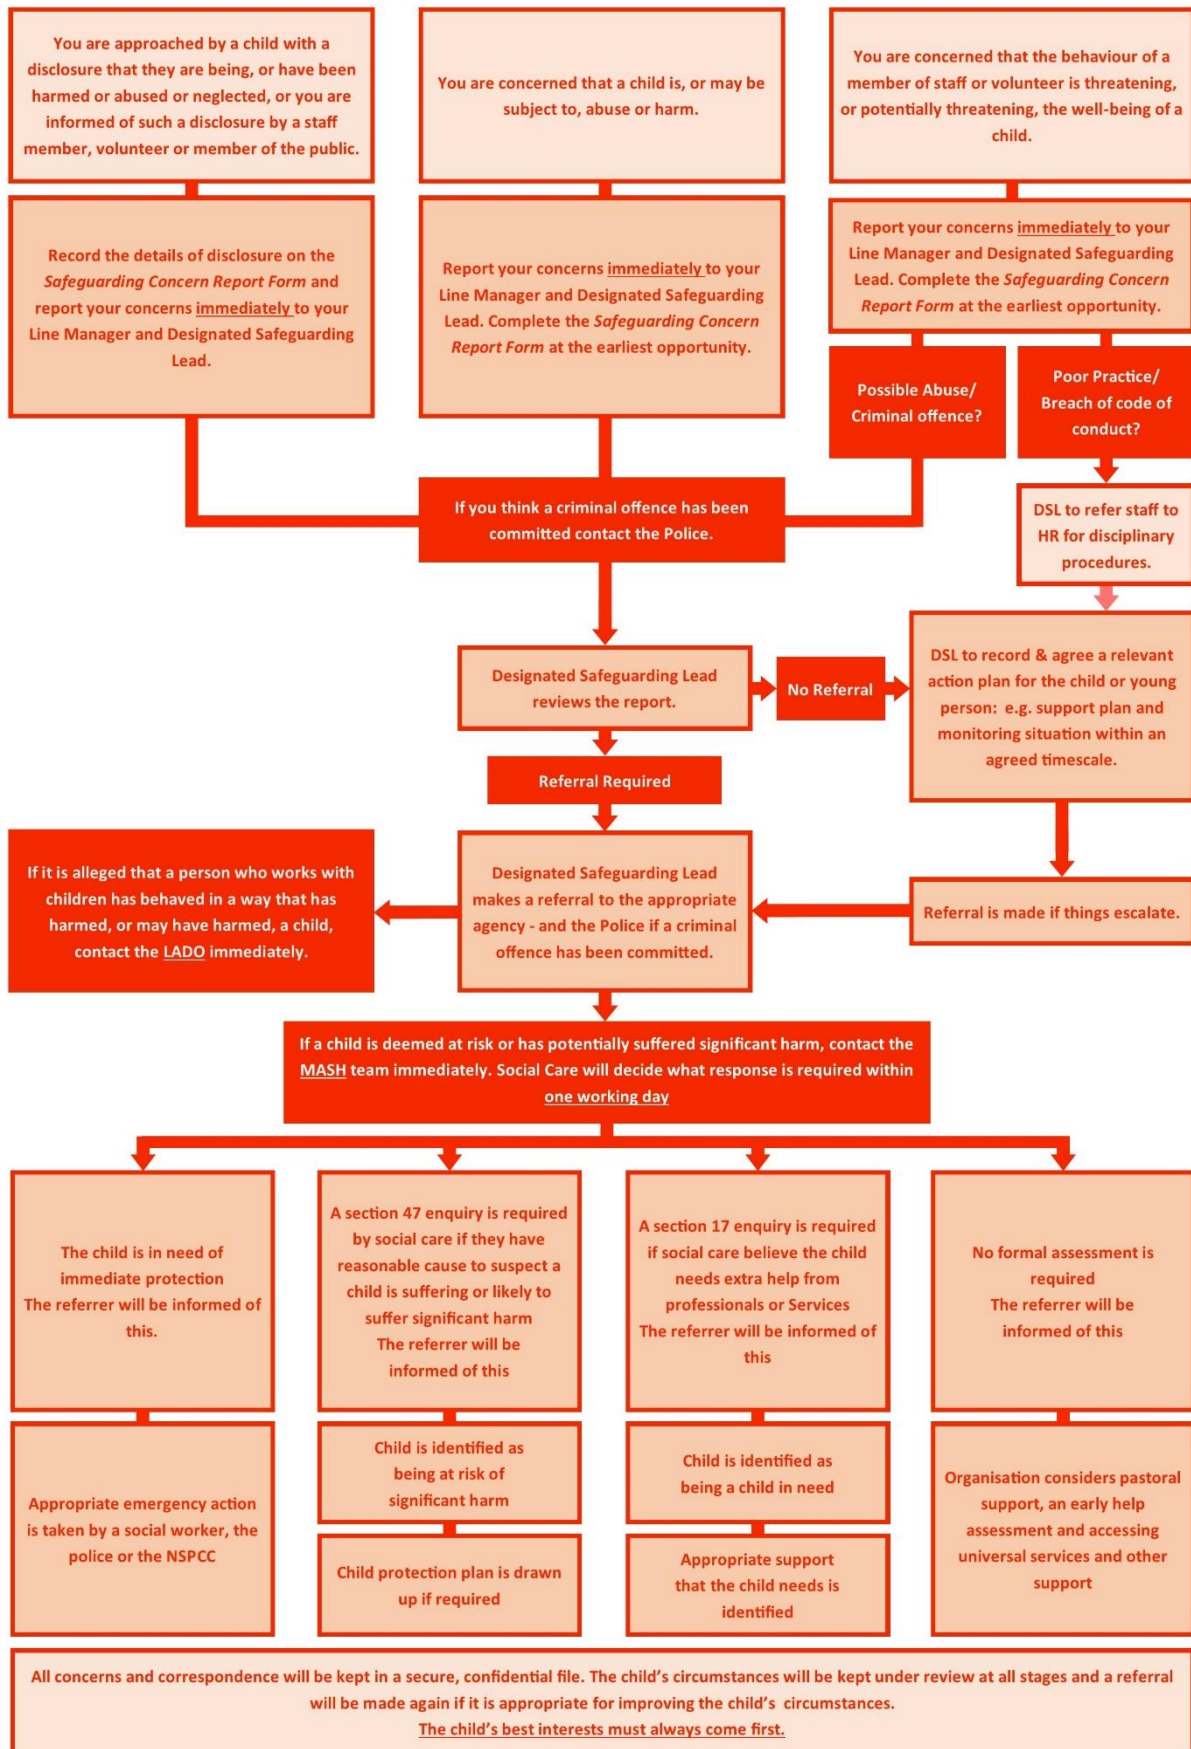 You are approached by a child with a
disclosure that they are being, or have been
harmed or abused or neglected, or you are
informed of such a disclosure by a staff
member, volunteer or member of the public.
You are concerned that a child is, or may be
subject to, abuse or harm.
You are concerned that the behaviour of a
member of staff or volunteer is threatening,
or potentially threatening, the well-being of a
child.
Record the details of disclosure on the
Safeguarding Concern Report Form and
report your concerns immediately to your
Line Manager and Designated Safeguarding
Lead.
Report your concerns immediately to your
Line Manager and Designated Safeguarding
Lead. Complete the Safeguarding Concern
Report Form at the earliest opportunity.
Report your concerns immediately to your
Line Manager and Designated Safeguarding
Lead. Complete the Safeguarding Concern
Report Form at the earliest opportunity.
Possible Abuse/
Criminal offence?
Poor Practice/
Breach of code of
conduct?
If you think a criminal offence has been
committed contact the Police.
DSL to refer staff to
HR for disciplinary
procedures.
Designated Safeguarding Lead
reviews the report.
No Referral
DSL to record & agree a relevant
action plan for the child or young
person: e.g. support plan and
monitoring situation within an
agreed timescale.
Referral Required
If it is alleged that a person who works with
children has behaved in a way that has
harmed, or may have harmed, a child,
contact the LADO immediately.
Designated Safeguarding Lead
makes a referral to the appropriate
agency - and the Police if a criminal
offence has been committed.
Referral is made if things escalate.
If a child is deemed at risk or has potentially suffered significant harm, contact the
MASH team immediately. Social Care will decide what response is required within
one working day
The child is in need of
immediate protection
The referrer will be informed of
this.
A section 47 enquiry is required
by social care if they have
reasonable cause to suspect a
child is suffering or likely to
suffer significant harm
The referrer will be
informed of this
A section 17 enquiry is required
if social care believe the child
needs extra help from
professionals or Services
The referrer will be informed of
this
No formal assessment is
required
The referrer will be
informed of this
Appropriate emergency action
is taken by a social worker, the
police or the NSPCC
Child is identified as
being at risk of
significant harm
Child protection plan is drawn
up if required
Child is identified as
being a child in need
Appropriate support
that the child needs is
identified
Organisation considers pastoral
support, an early help
assessment and accessing
universal services and other
support
All concerns and correspondence will be kept in a secure, confidential file. The child's circumstances will be kept under review at all stages and a referral
will be made again if it is appropriate for improving the child's circumstances.
The child's best interests must always come first.